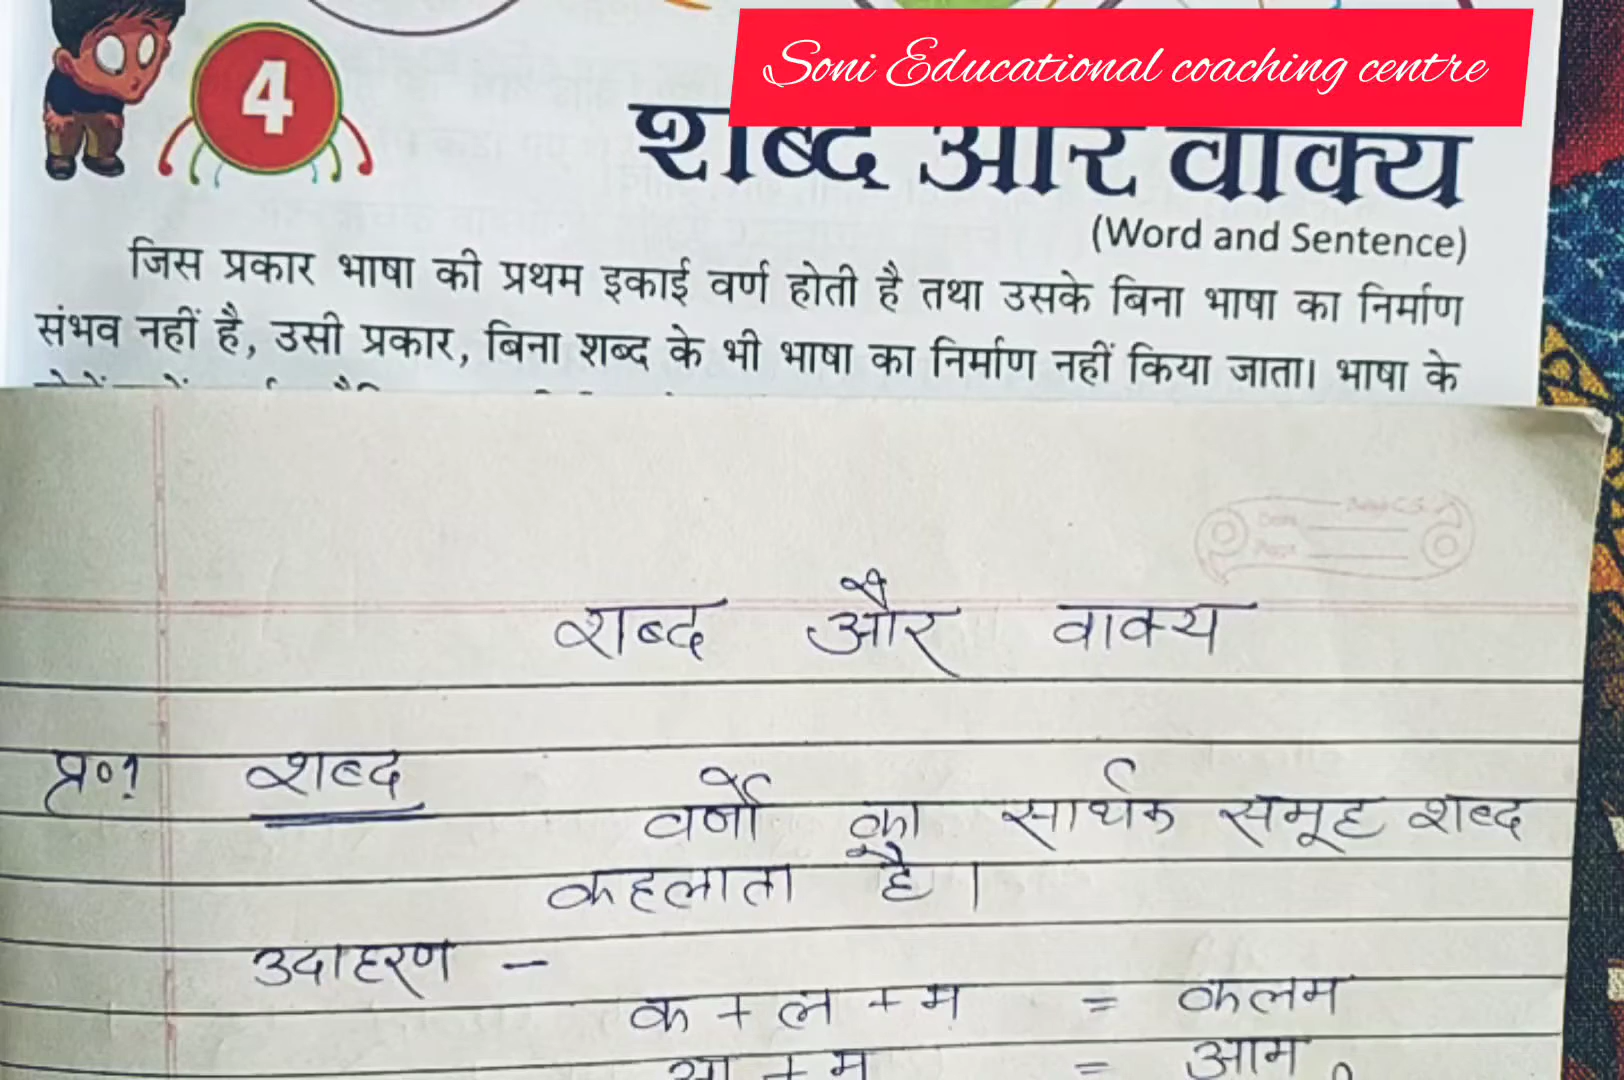 4
Soni Educational coaching centre
शब्द और वाक्य
(Word and Sentence)
जिस प्रकार भाषा की प्रथम इकाई वर्ण होती है तथा उसके बिना भाषा का निर्माण
संभव नहीं है, उसी प्रकार, बिना शब्द के भी भाषा का निर्माण नहीं किया जाता। भाषा के
शब्द और वाक्य
प्र०1 शब्द
वर्णों का सार्थक समूह शब्द
कहलाता है।
उदाहरण –
क + ल + म = कलम
आ + म = आम